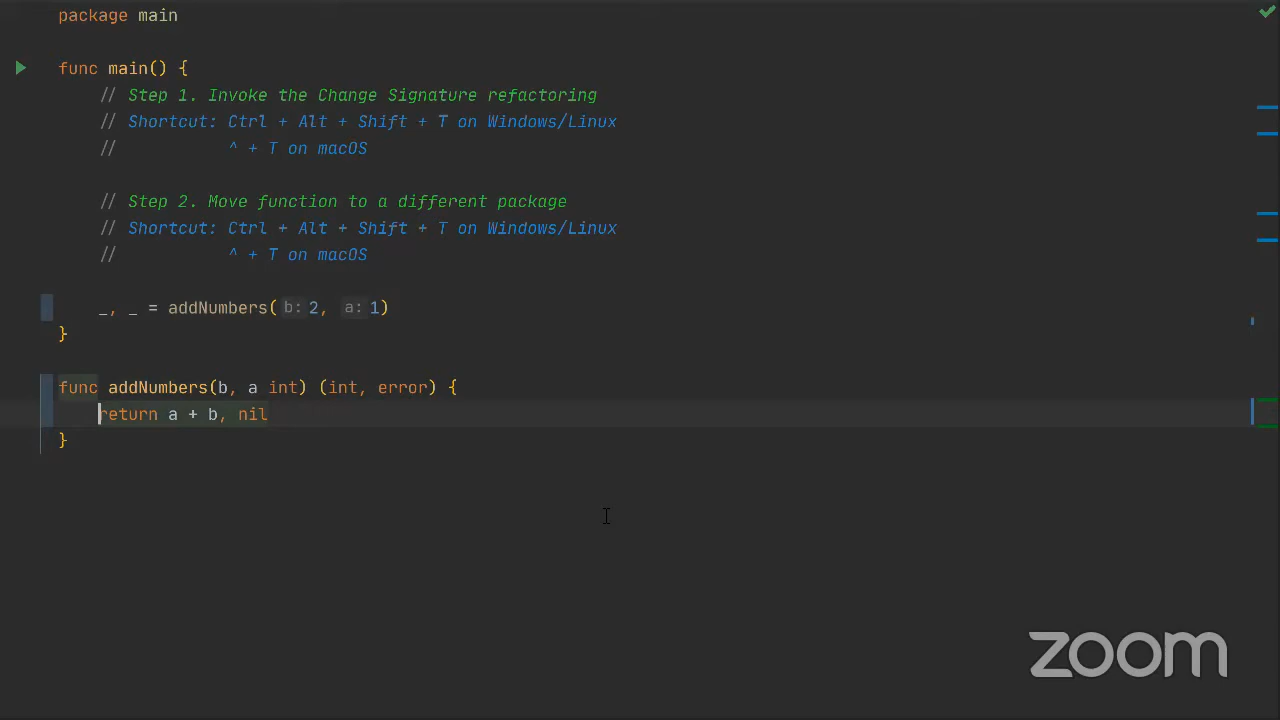 package main
func main() {
// Step 1. Invoke the Change Signature refactoring
// Shortcut: Ctrl + Alt + Shift + T on Windows/Linux
// ^ + T on macOS
// Step 2. Move function to a different package
// Shortcut: Ctrl + Alt + Shift + T on Windows/Linux
// ^ + T on macOS
_, _ = addNumbers( b: 2, a: 1)
}
func addNumbers(b, a int) (int, error) {
return a + b, nil
}
zoom